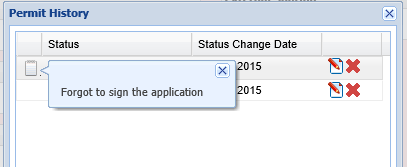 Permit History
Status Status Change Date
2015
Forgot to sign the application
2015